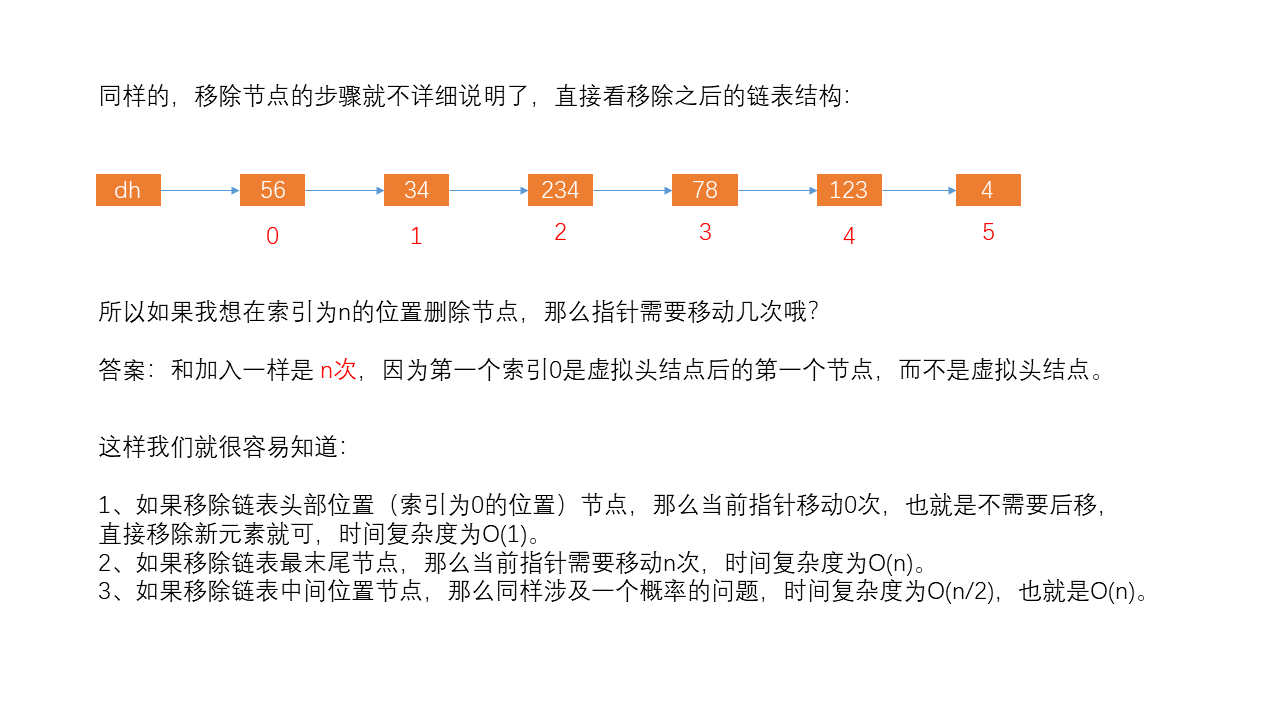 同样的，移除节点的步骤就不详细说明了，直接看移除之后的链表结构：
dh 56 34 234 78 123 4
0 1 2 3 4 5
所以如果我想在索引为n的位置删除节点，那么指针需要移动几次哦？
答案：和加入一样是 n次，因为第一个索引0是虚拟头结点后的第一个节点，而不是虚拟头结点。
这样我们就很容易知道：
1、如果移除链表头部位置（索引为0的位置）节点，那么当前指针移动0次，也就是不需要后移，
直接移除新元素就可，时间复杂度为O(1)。
2、如果移除链表最末尾节点，那么当前指针需要移动n次，时间复杂度为O(n)。
3、如果移除链表中间位置节点，那么同样涉及一个概率的问题，时间复杂度为O(n/2)，也就是O(n)。